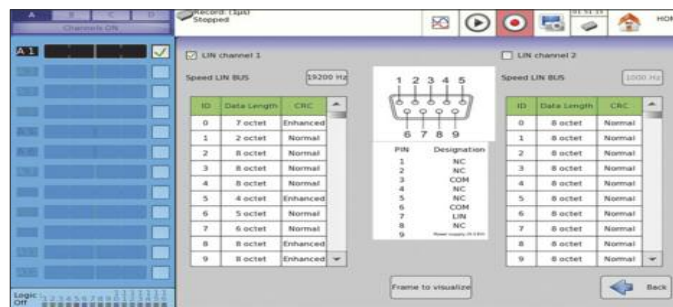 A B C D
Channels ON
Record: (1µs)
Stopped
HOM
A 1
LIN channel 1
Speed LIN BUS 19200 Hz
ID Data Length CRC
0 7 octet Enhanced
1 2 octet Normal
2 8 octet Normal
3 8 octet Normal
4 8 octet Normal
5 4 octet Enhanced
6 5 octet Normal
7 6 octet Normal
8 8 octet Enhanced
9 8 octet Enhanced
1 2 3 4 5
6 7 8 9
PIN Designation
1 NC
2 NC
3 COM
4 NC
5 NC
6 COM
7 LIN
8 NC
9 Power supply
Frame to visualize
LIN channel 2
Speed LIN BUS 1000 Hz
ID Data Length CRC
0 8 octet Normal
1 8 octet Normal
2 8 octet Normal
3 8 octet Normal
4 8 octet Normal
5 8 octet Normal
6 8 octet Normal
7 8 octet Normal
8 8 octet Normal
9 8 octet Normal
Back
Logic
Off